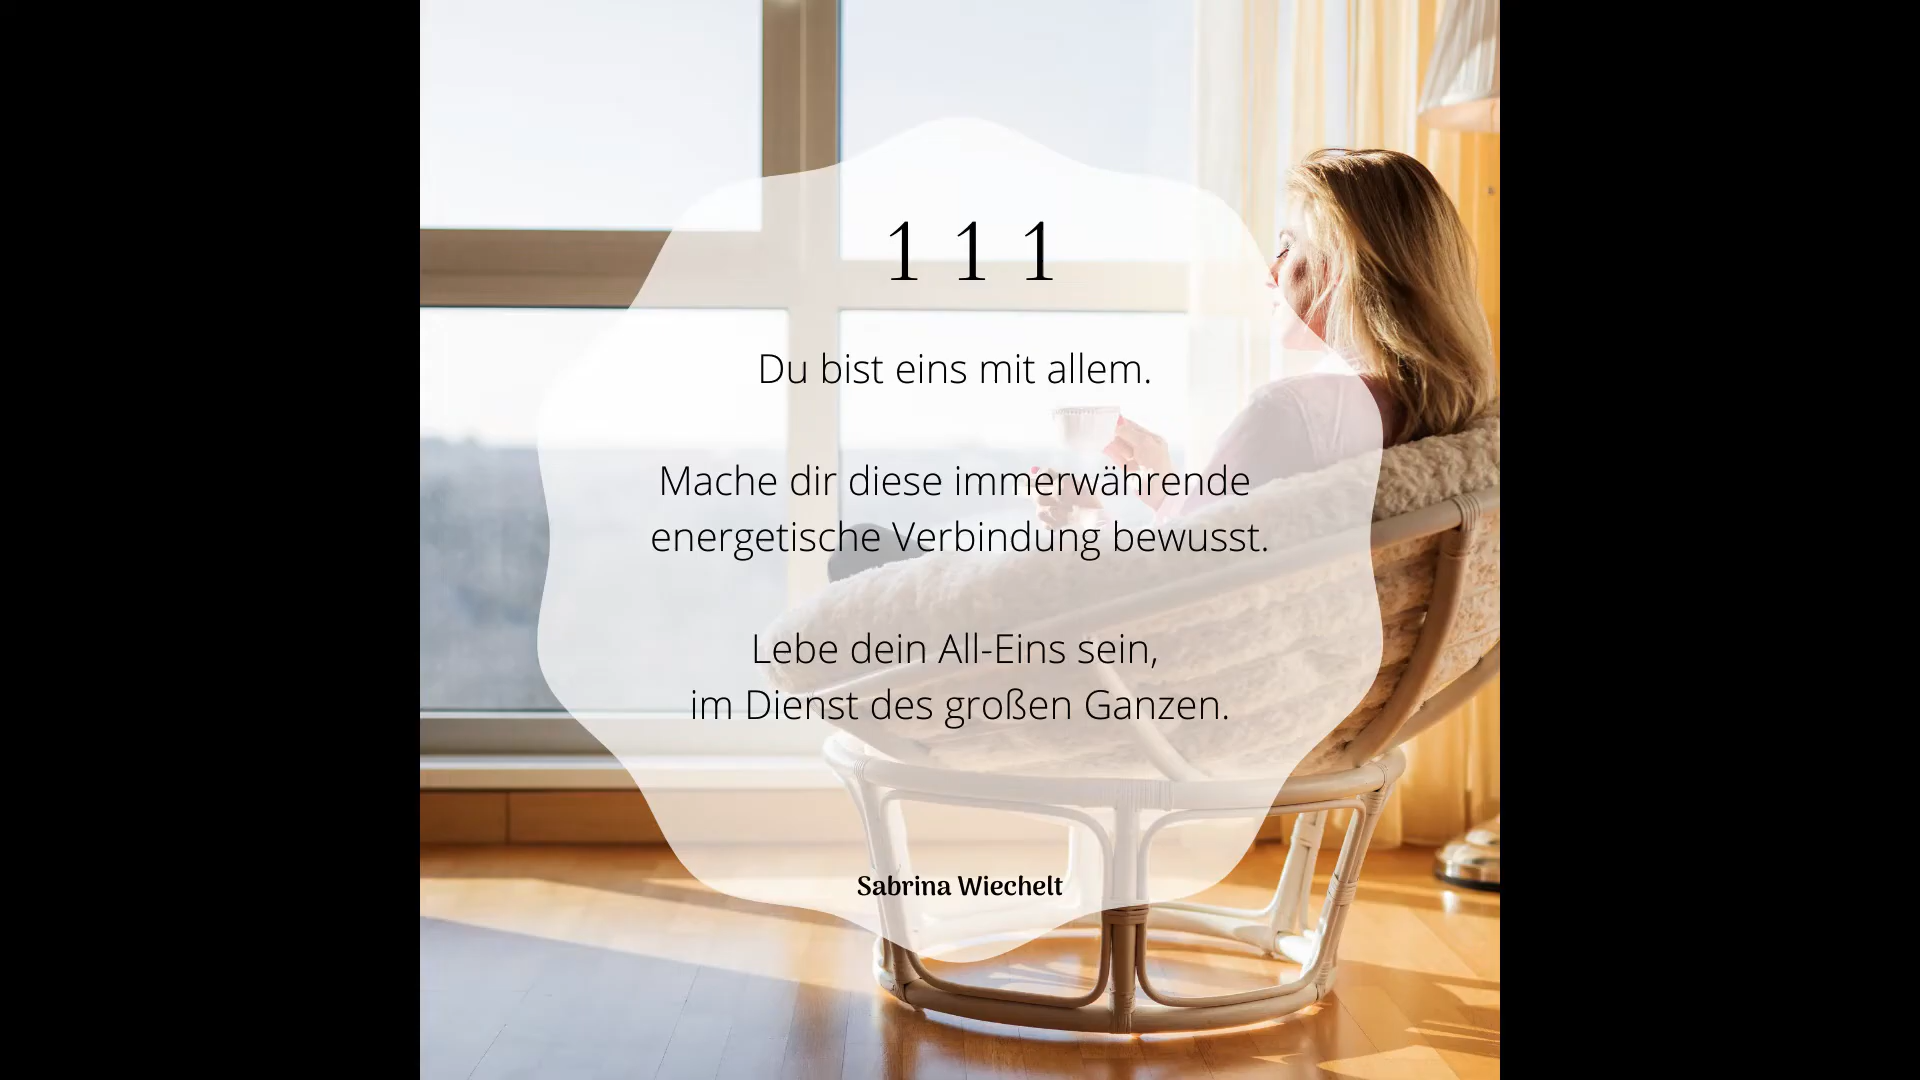 1 1 1
Du bist eins mit allem.
Mache dir diese immerwährende
energetische Verbindung bewusst.
Lebe dein All-Eins sein,
im Dienst des großen Ganzen.
Sabrina Wiechelt